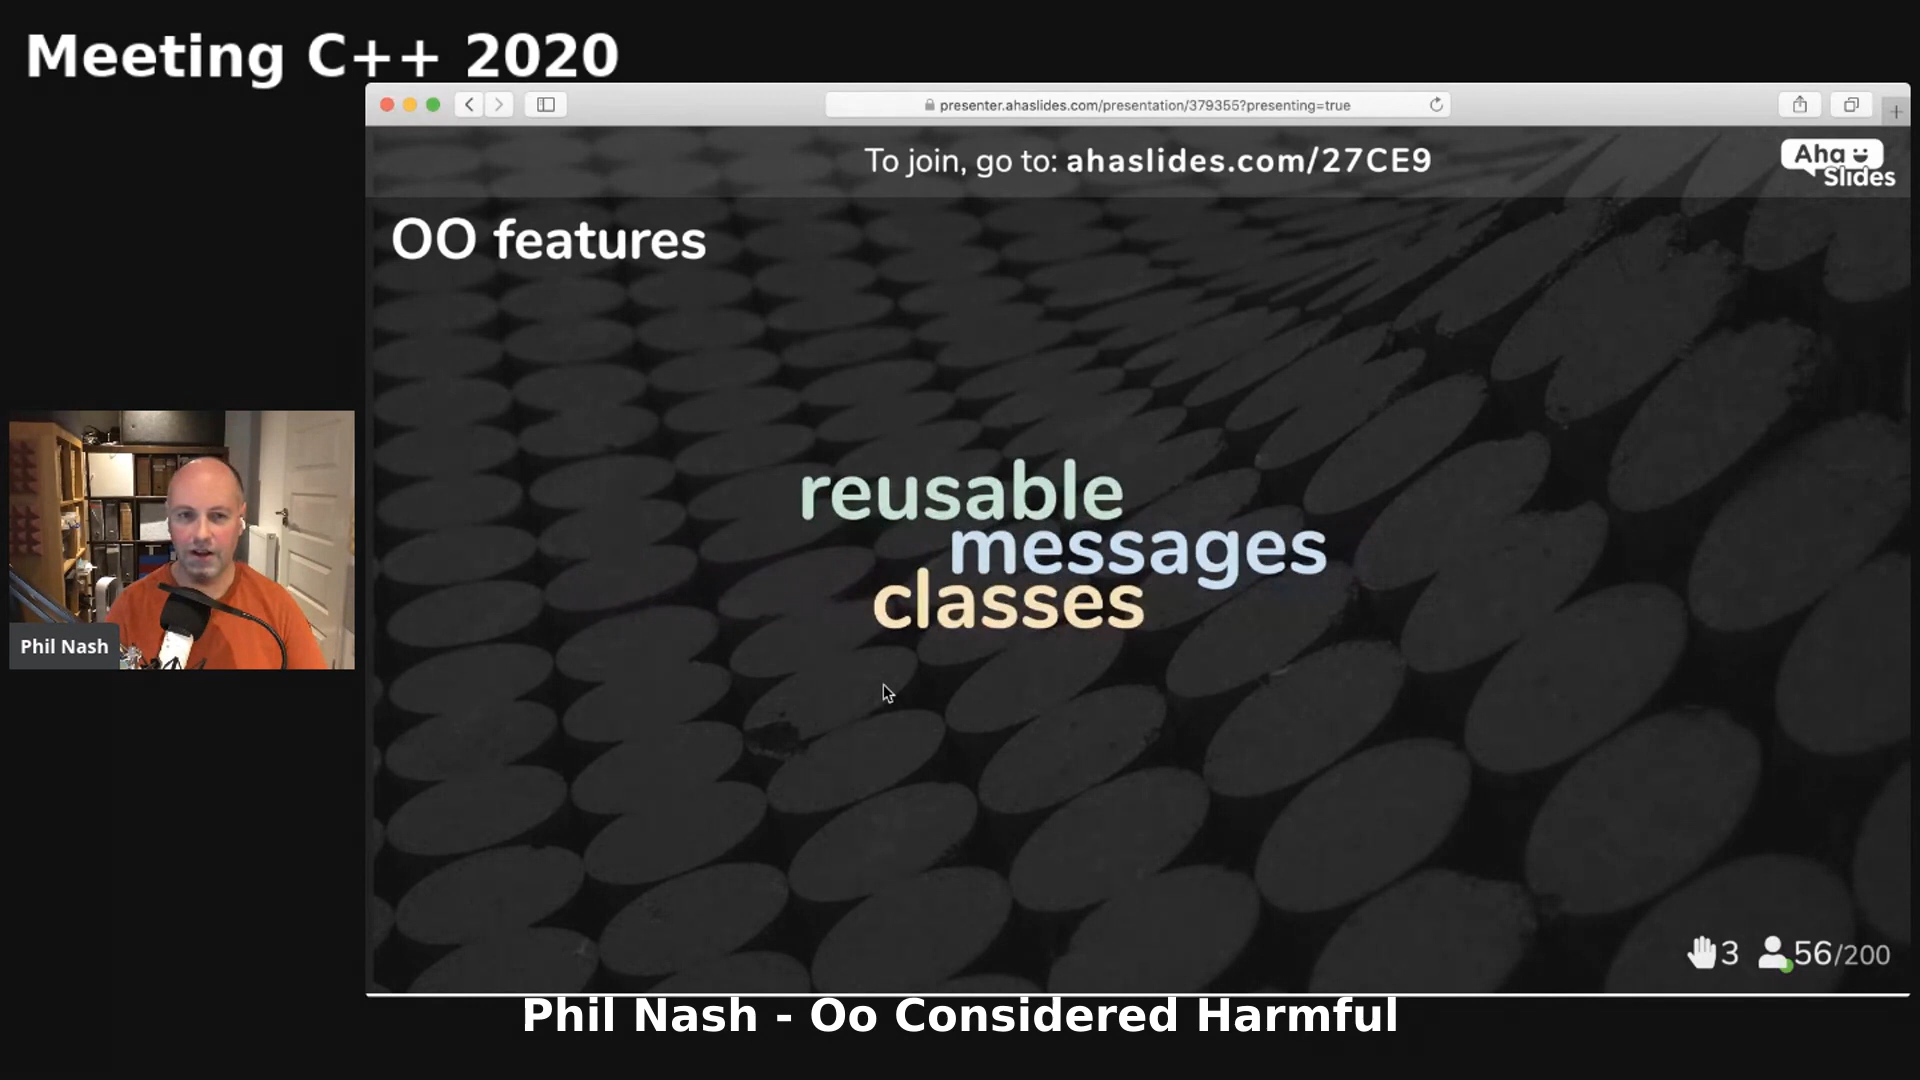 Meeting C++ 2020
presenter.ahaslides.com/presentation/379355?presenting=true
To join, go to: ahaslides.com/27CE9
Aha
Slides
OO features
reusable
messages
classes
Phil Nash
3 56/200
Phil Nash - Oo Considered Harmful